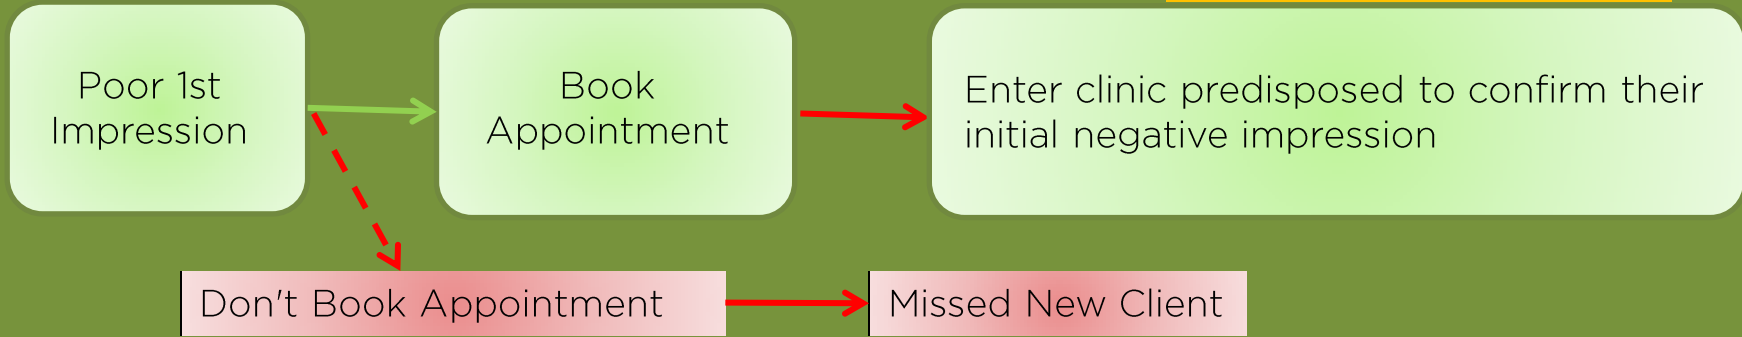 Poor 1st
Impression
Book
Appointment
Enter clinic predisposed to confirm their
initial negative impression
Don't Book Appointment
Missed New Client